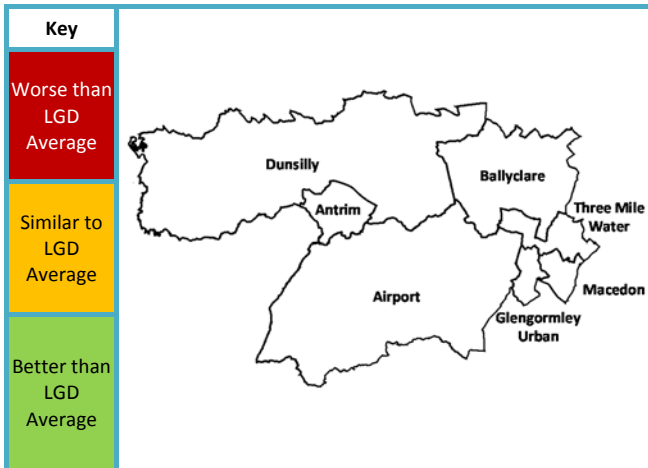 Key
Worse than
LGD
Average
Similar to
LGD
Average
Better than
LGD
Average
Dunsilly
Ballyclare
Antrim
Three Mile
Water
Airport
Macedon
Glengormley
Urban